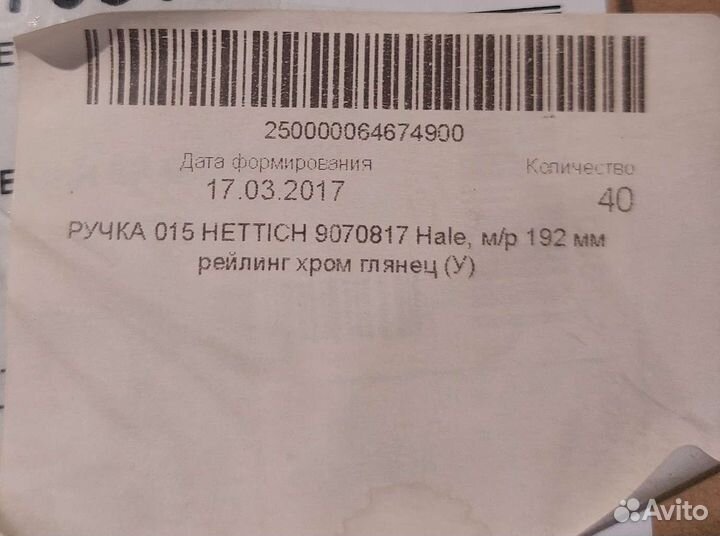 250000064674900
Дата формирования Количество
17.03.2017 40
РУЧКА 015 HETTICH 9070817 Hale, м/р 192 мм
рейлинг хром глянец (У)
Avito